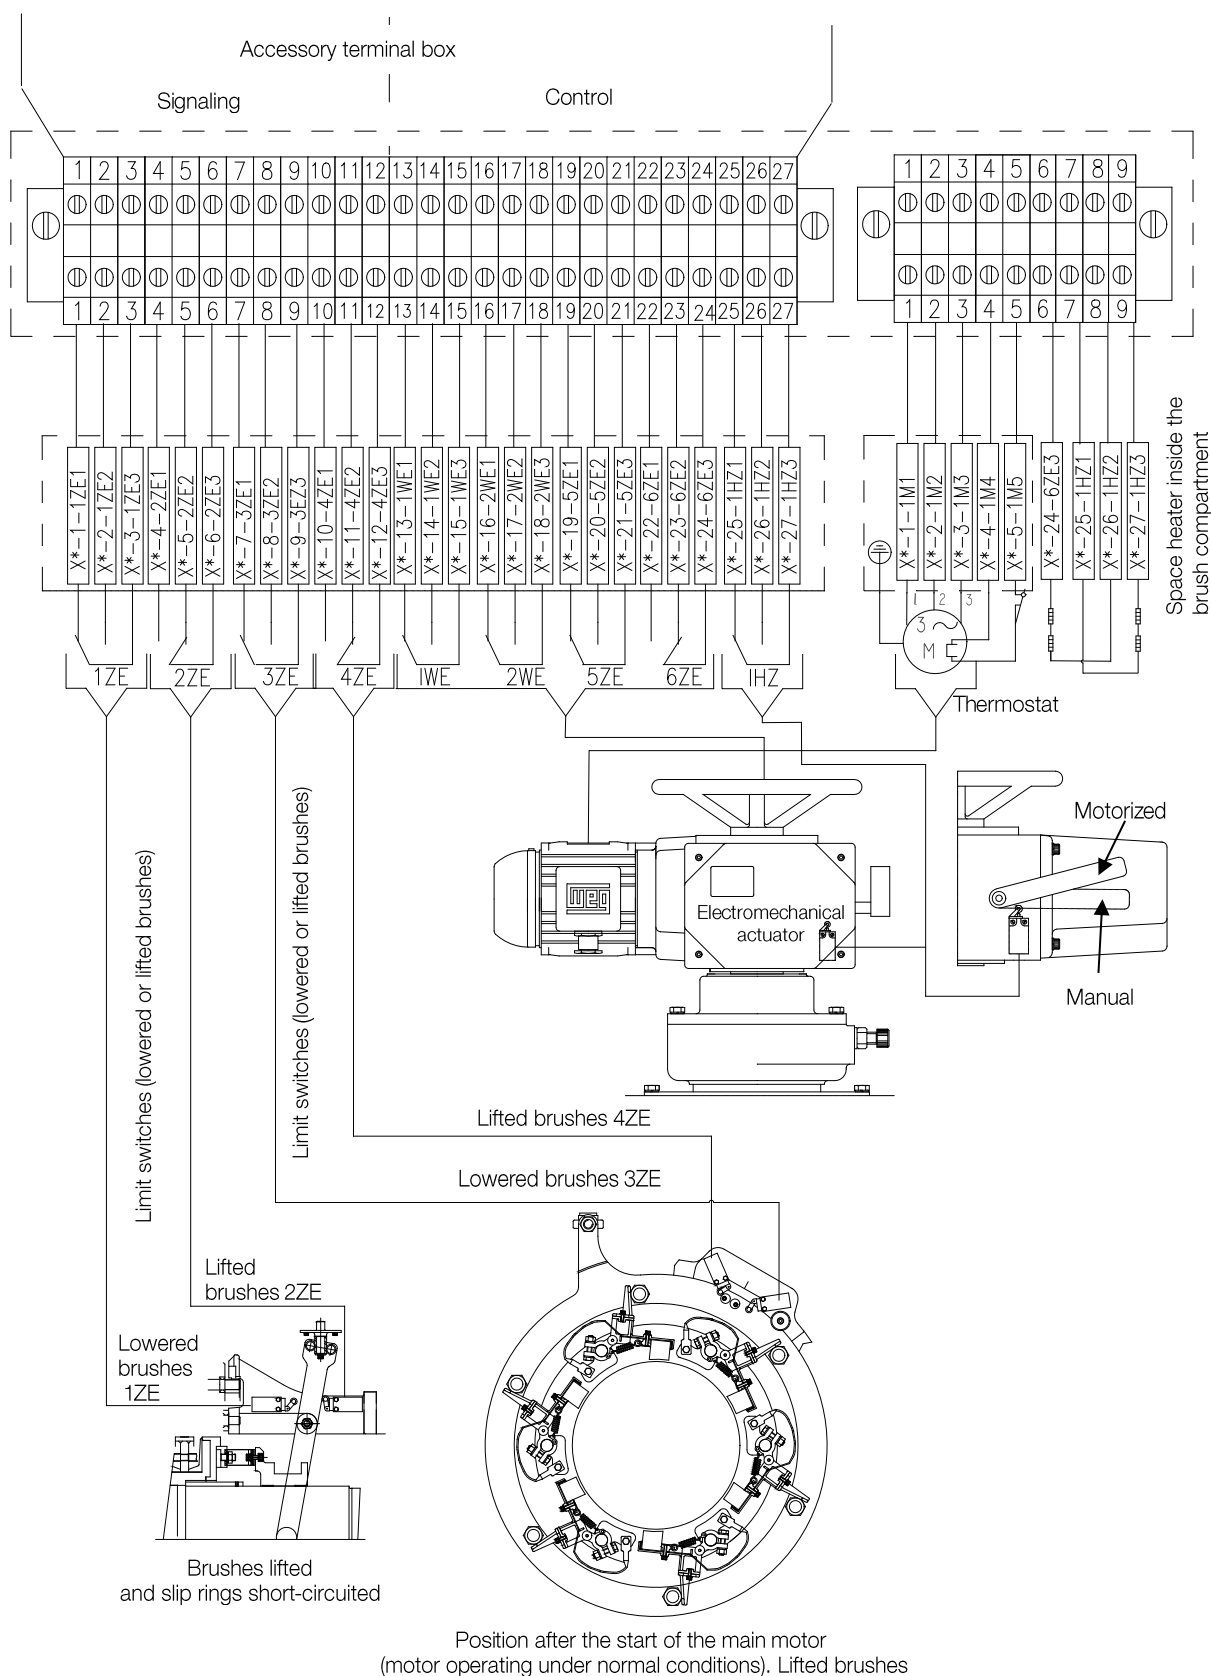 Accessory terminal box
Signaling
Control
1 2 3 4 5 6 7 8 9 10 11 12 13 14 15 16 17 18 19 20 21 22 23 24 25 26 27
1 2 3 4 5 6 7 8 9
1 2 3 4 5 6 7 8 9 10 11 12 13 14 15 16 17 18 19 20 21 22 23 24 25 26 27
1 2 3 4 5 6 7 8 9
X*-1-1ZE1
X*-2-1ZE2
X*-3-1ZE3
X*-4-2ZE1
X*-5-2ZE2
X*-6-2ZE3
X*-7-3ZE1
X*-8-3ZE2
X*-9-3EZ3
X*-10-4ZE1
X*-11-4ZE2
X*-12-4ZE3
X*-13-1WE1
X*-14-1WE2
X*-15-1WE3
X*-16-2WE1
X*-17-2WE2
X*-18-2WE3
X*-19-5ZE1
X*-20-5ZE2
X*-21-5ZE3
X*-22-6ZE1
X*-23-6ZE2
X*-24-6ZE3
X*-25-1HZ1
X*-26-1HZ2
X*-27-1HZ3
X*-1-1M1
X*-2-1M2
X*-3-1M3
X*-4-1M4
X*-5-1M5
X*-24-6ZE3
X*-25-1HZ1
X*-26-1HZ2
X*-27-1HZ3
Space heater inside the
brush compartment
1 2 3
3
M
1ZE 2ZE 3ZE 4ZE IWE 2WE 5ZE 6ZE IHZ
Thermostat
Limit switches (lowered or lifted brushes)
Limit switches (lowered or lifted brushes)
Motorized
WEG
Electromechanical
actuator
Manual
Lifted brushes 4ZE
Lowered brushes 3ZE
Lifted
brushes 2ZE
Lowered
brushes
1ZE
Brushes lifted
and slip rings short-circuited
Position after the start of the main motor
(motor operating under normal conditions). Lifted brushes